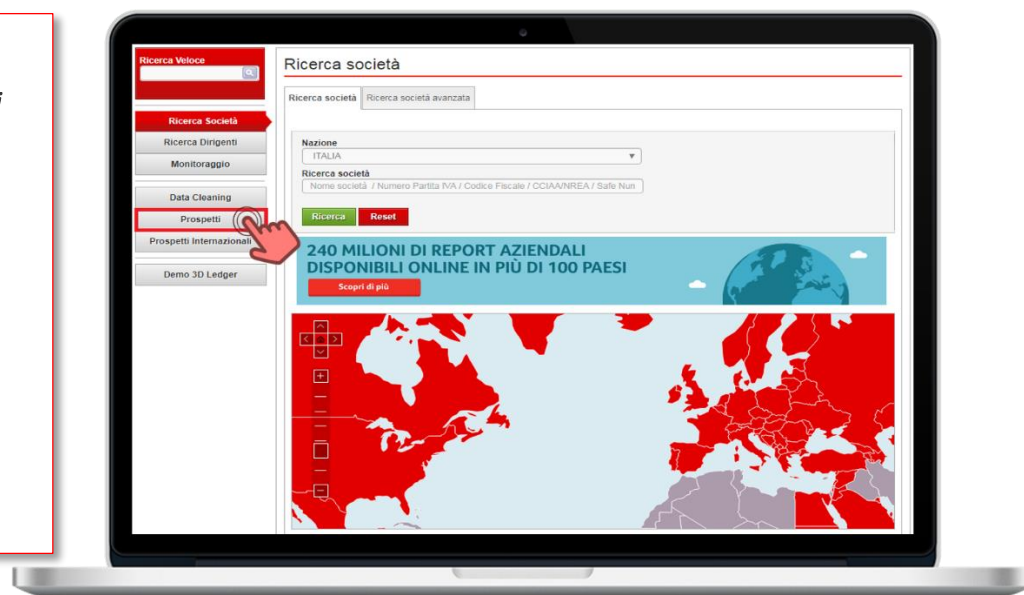 i
Ricerca Veloce
Ricerca Società
Ricerca Dirigenti
Monitoraggio
Data Cleaning
Prospetti
Prospetti Internazionali
Demo 3D Ledger
Ricerca società
Ricerca società
Ricerca società avanzata
Nazione
ITALIA
Ricerca società
Nome società / Numero Partita IVA / Codice Fiscale / CCIAA/NREA / Safe Num
Ricerca
Reset
240 MILIONI DI REPORT AZIENDALI
DISPONIBILI ONLINE IN PIÙ DI 100 PAESI
Scopri di più